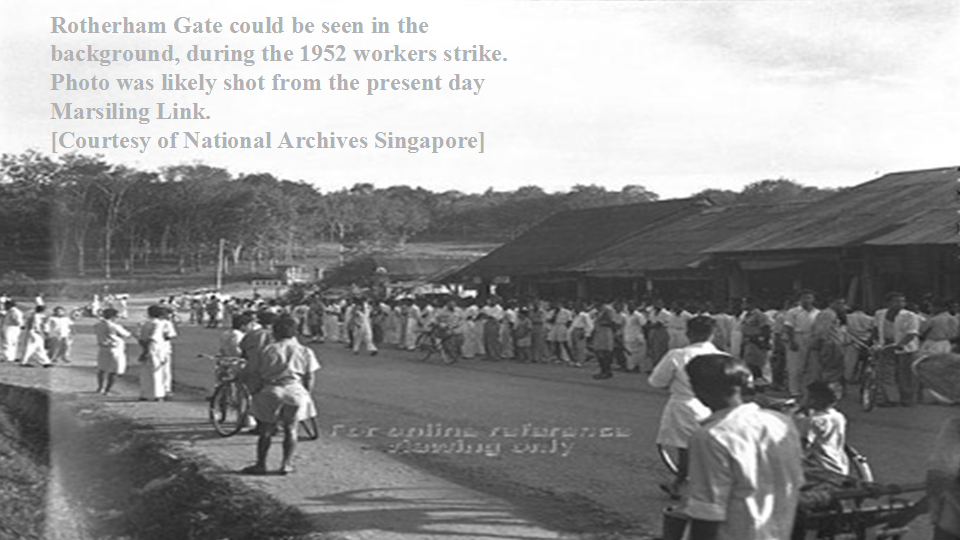 Rotherham Gate could be seen in the
background, during the 1952 workers strike.
Photo was likely shot from the present day
Marsiling Link.
[Courtesy of National Archives Singapore]
For online reference
viewing only